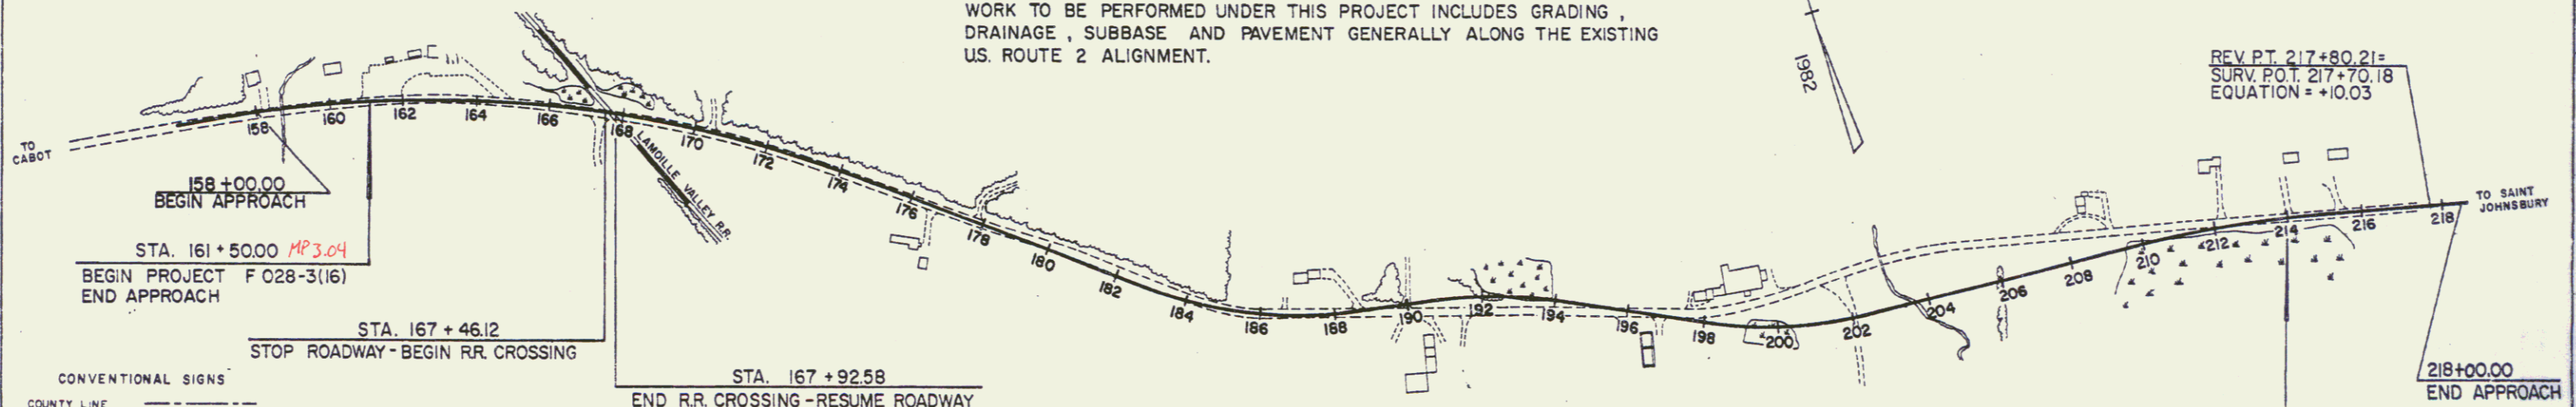 WORK TO BE PERFORMED UNDER THIS PROJECT INCLUDES GRADING ,
DRAINAGE , SUBBASE AND PAVEMENT GENERALLY ALONG THE EXISTING
U.S. ROUTE 2 ALIGNMENT.
1982
REV. P.T. 217+80.21=
SURV. P.O.T. 217+70.18
EQUATION = +10.03
TO
CABOT
158
160
162
164
166
168
170
172
174
176
178
180
182
184
186
188
190
192
194
196
198
200
202
204
206
208
210
212
214
216
218
TO SAINT
JOHNSBURY
LAMOILLE VALLEY R.R.
158+00.00
BEGIN APPROACH
STA. 161+50.00 MP 3.04
BEGIN PROJECT F 028-3(16)
END APPROACH
STA. 167+46.12
STOP ROADWAY - BEGIN R.R. CROSSING
STA. 167+92.58
END R.R. CROSSING - RESUME ROADWAY
218+00.00
END APPROACH
CONVENTIONAL SIGNS
COUNTY LINE